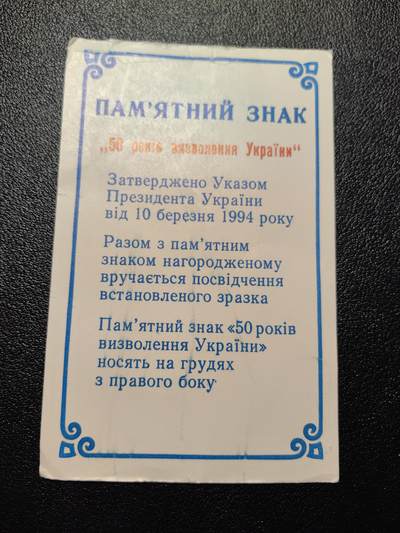 ПАМ'ЯТНИЙ ЗНАК
„50 років визволення України“
Затверджено Указом
Президента України
від 10 березня 1994 року
Разом з пам'ятним
знаком нагородженому
вручається посвідчення
встановленого зразка
Пам'ятний знак «50 років
визволення України»
носять на грудях
з правого боку